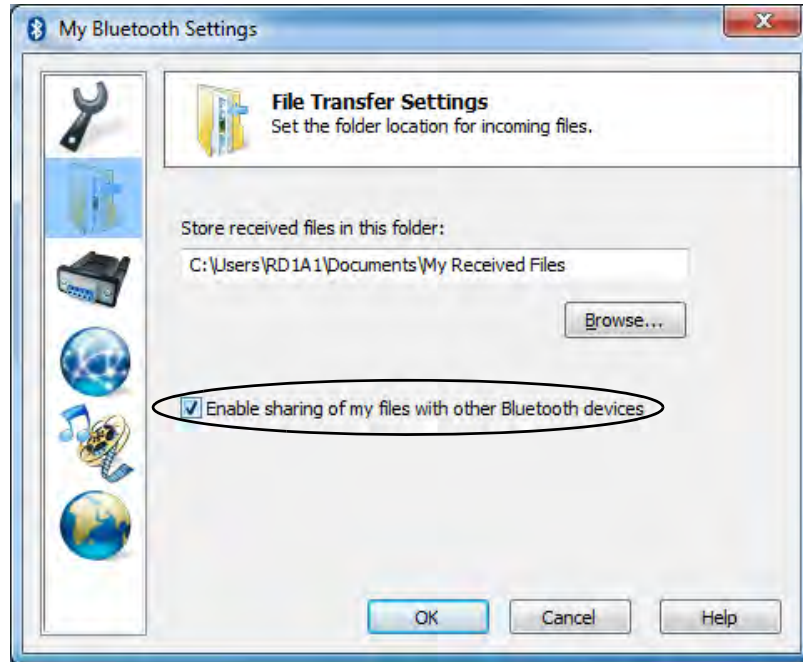 My Bluetooth Settings
File Transfer Settings
Set the folder location for incoming files.
Store received files in this folder:
C:\Users\RD1A1\Documents\My Received Files
Browse...
Enable sharing of my files with other Bluetooth devices
OK Cancel Help